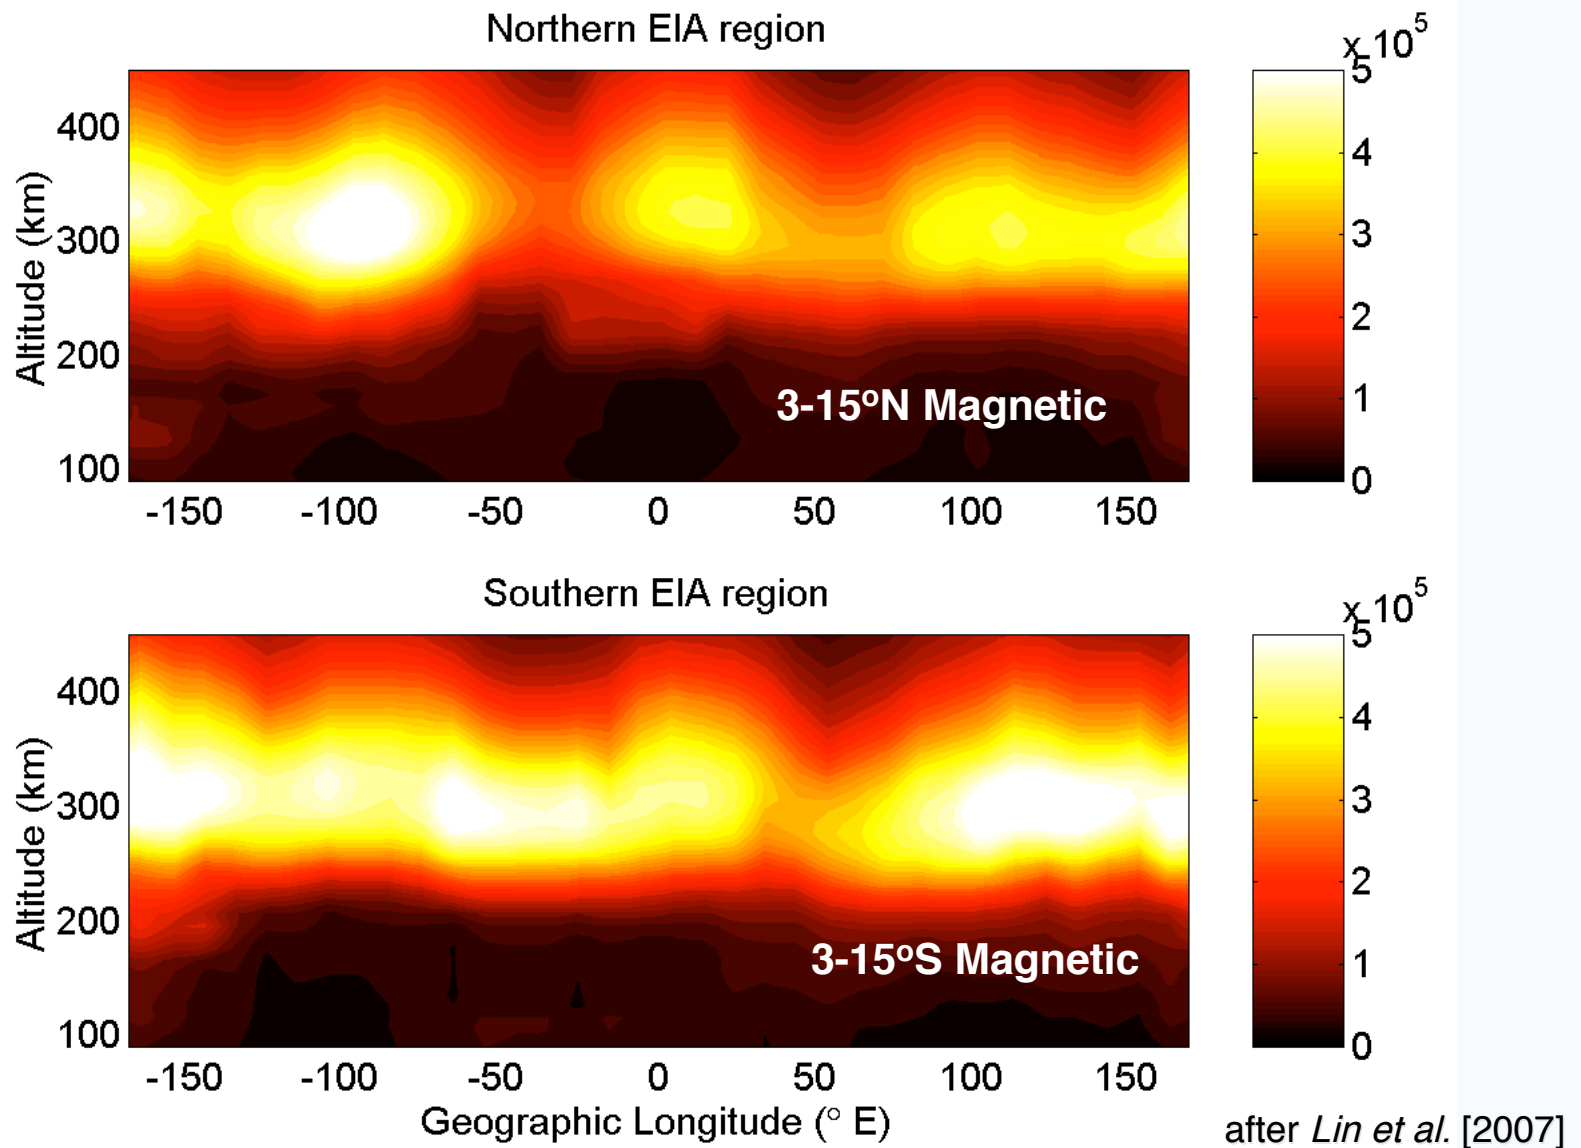 Northern EIA region
x 10^5
Altitude (km)
400
300
200
100
-150 -100 -50 0 50 100 150
5
4
3
2
1
0
3-15ºN Magnetic
Southern EIA region
x 10^5
Altitude (km)
400
300
200
100
-150 -100 -50 0 50 100 150
5
4
3
2
1
0
3-15ºS Magnetic
Geographic Longitude (° E)
after Lin et al. [2007]